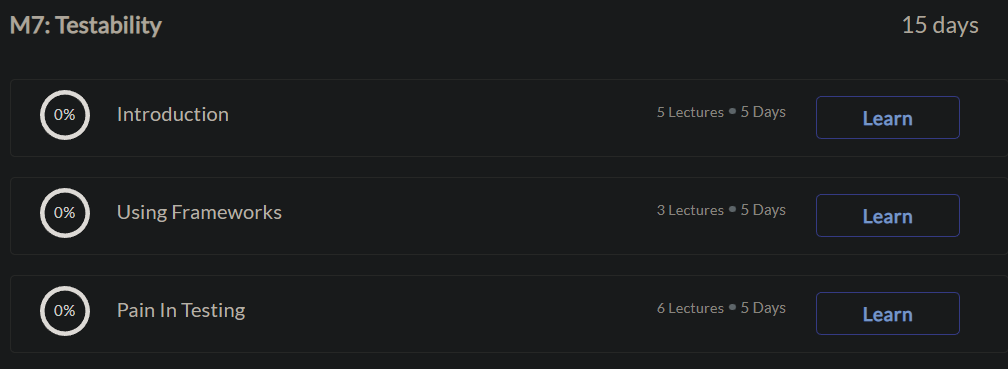 M7: Testability 15 days
0% Introduction 5 Lectures • 5 Days Learn
0% Using Frameworks 3 Lectures • 5 Days Learn
0% Pain In Testing 6 Lectures • 5 Days Learn